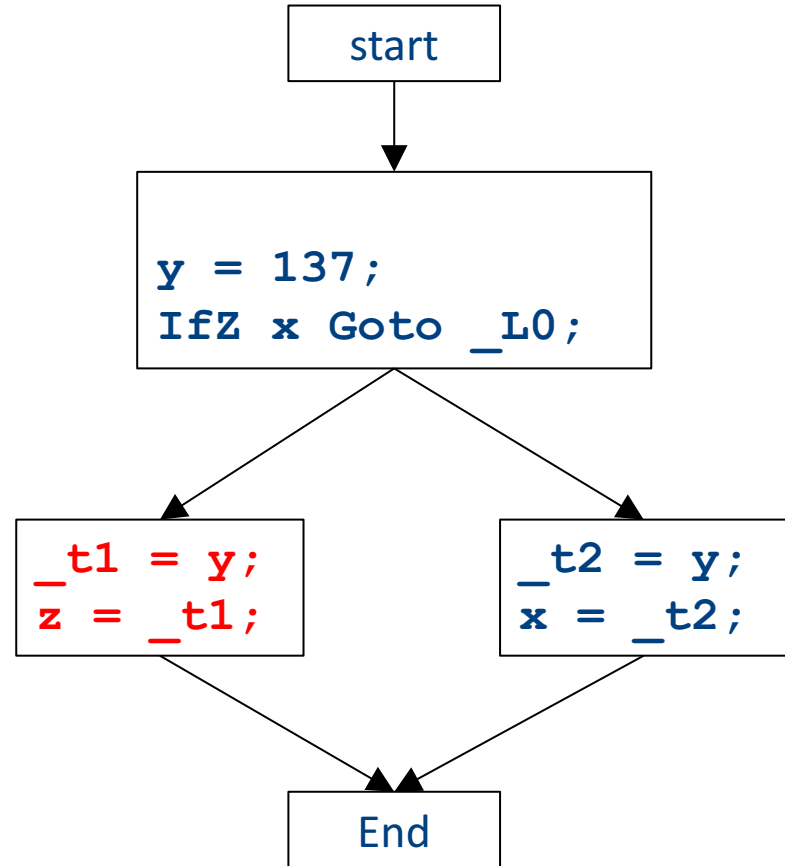 start
y = 137;
IfZ x Goto _L0;
_t1 = y;
z = _t1;
_t2 = y;
x = _t2;
End